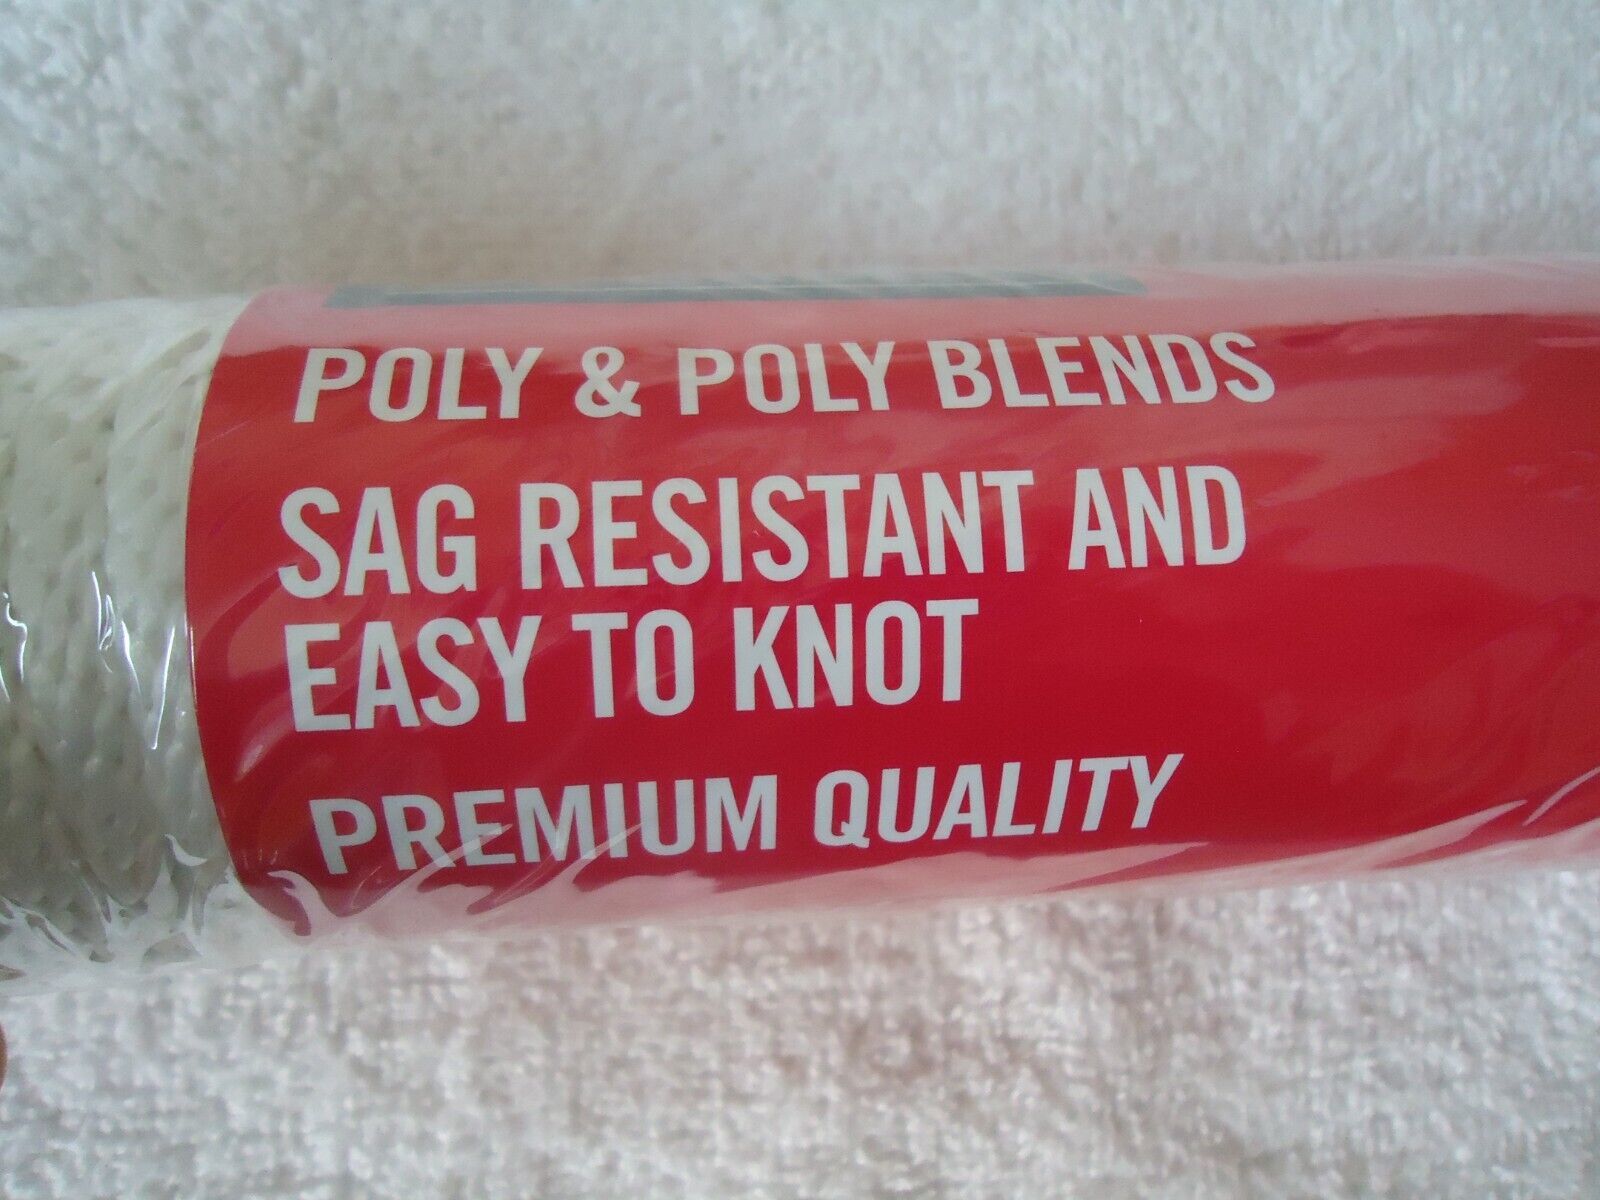 POLY & POLY BLENDS
SAG RESISTANT AND
EASY TO KNOT
PREMIUM QUALITY